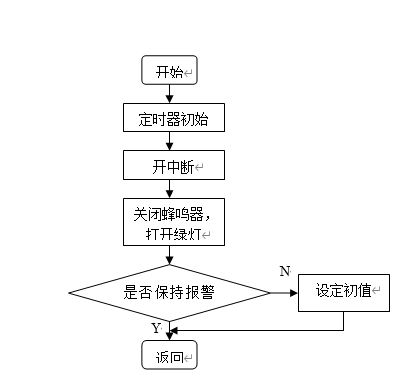 开始
定时器初始
开中断
关闭蜂鸣器，
打开绿灯
是否保持报警
N
设定初值
Y
返回